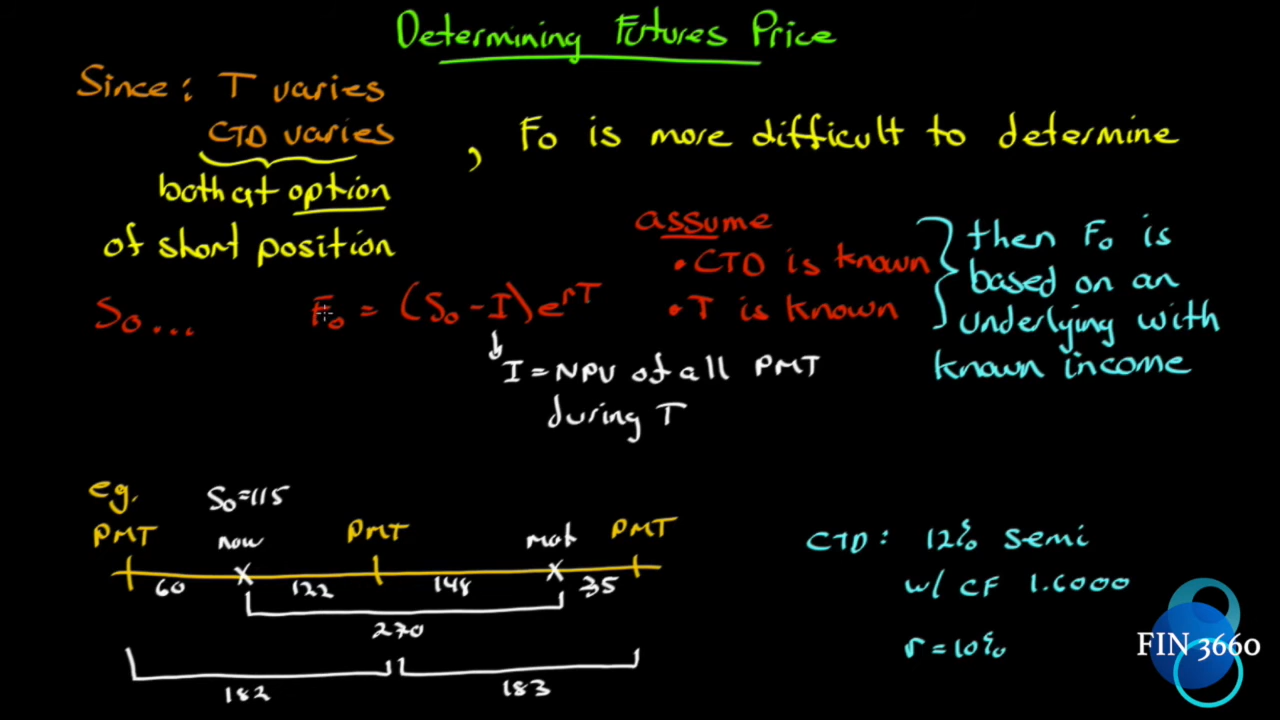 Determining Futures Price
Since: T varies
CTD varies
both at option
of short position
, Fo is more difficult to determine
assume
• CTD is known
• T is known
then Fo is
based on an
underlying with
known income
So...
Fo = (So - I) e^rT
I = NPV of all PMT
during T
eg.
So=115
PMT
now
PMT
mat
PMT
60
122
148
35
270
182
183
CTD: 12% semi
w/ CF 1.6000
r = 10%
FIN 3660